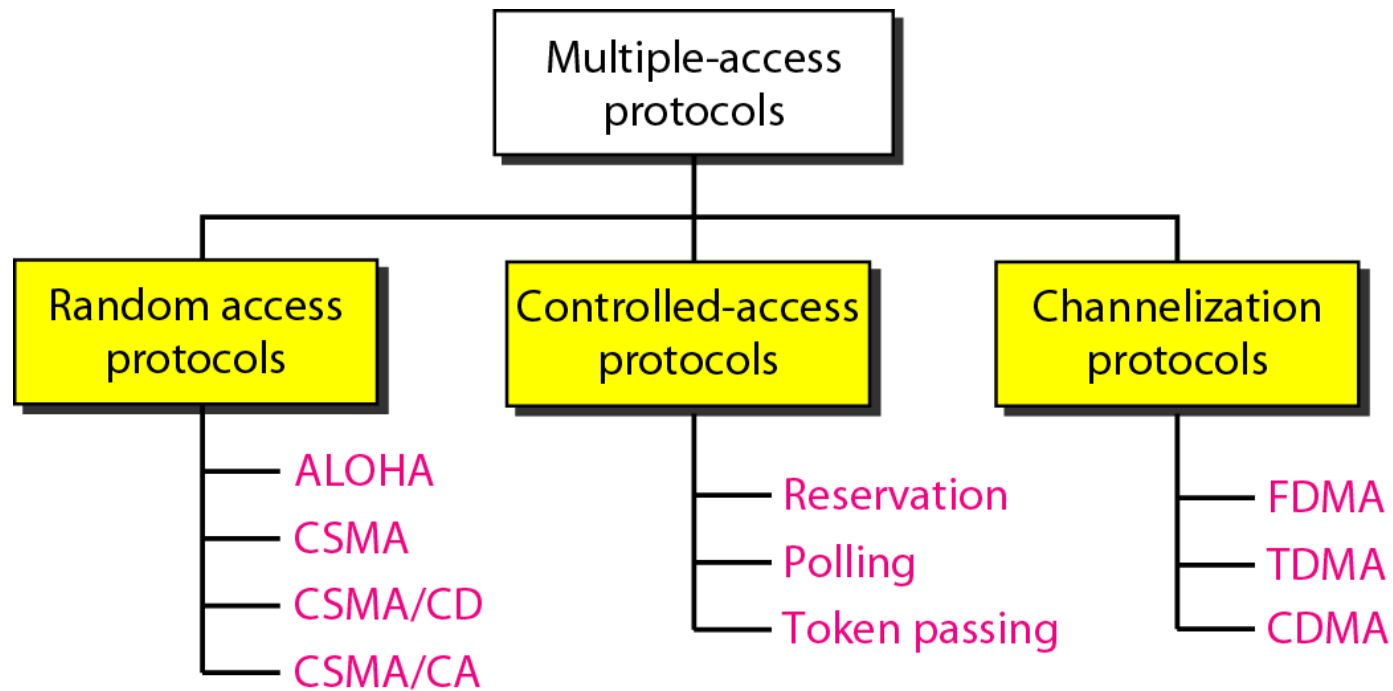 Multiple-access
protocols
Random access
protocols
Controlled-access
protocols
Channelization
protocols
ALOHA
CSMA
CSMA/CD
CSMA/CA
Reservation
Polling
Token passing
FDMA
TDMA
CDMA